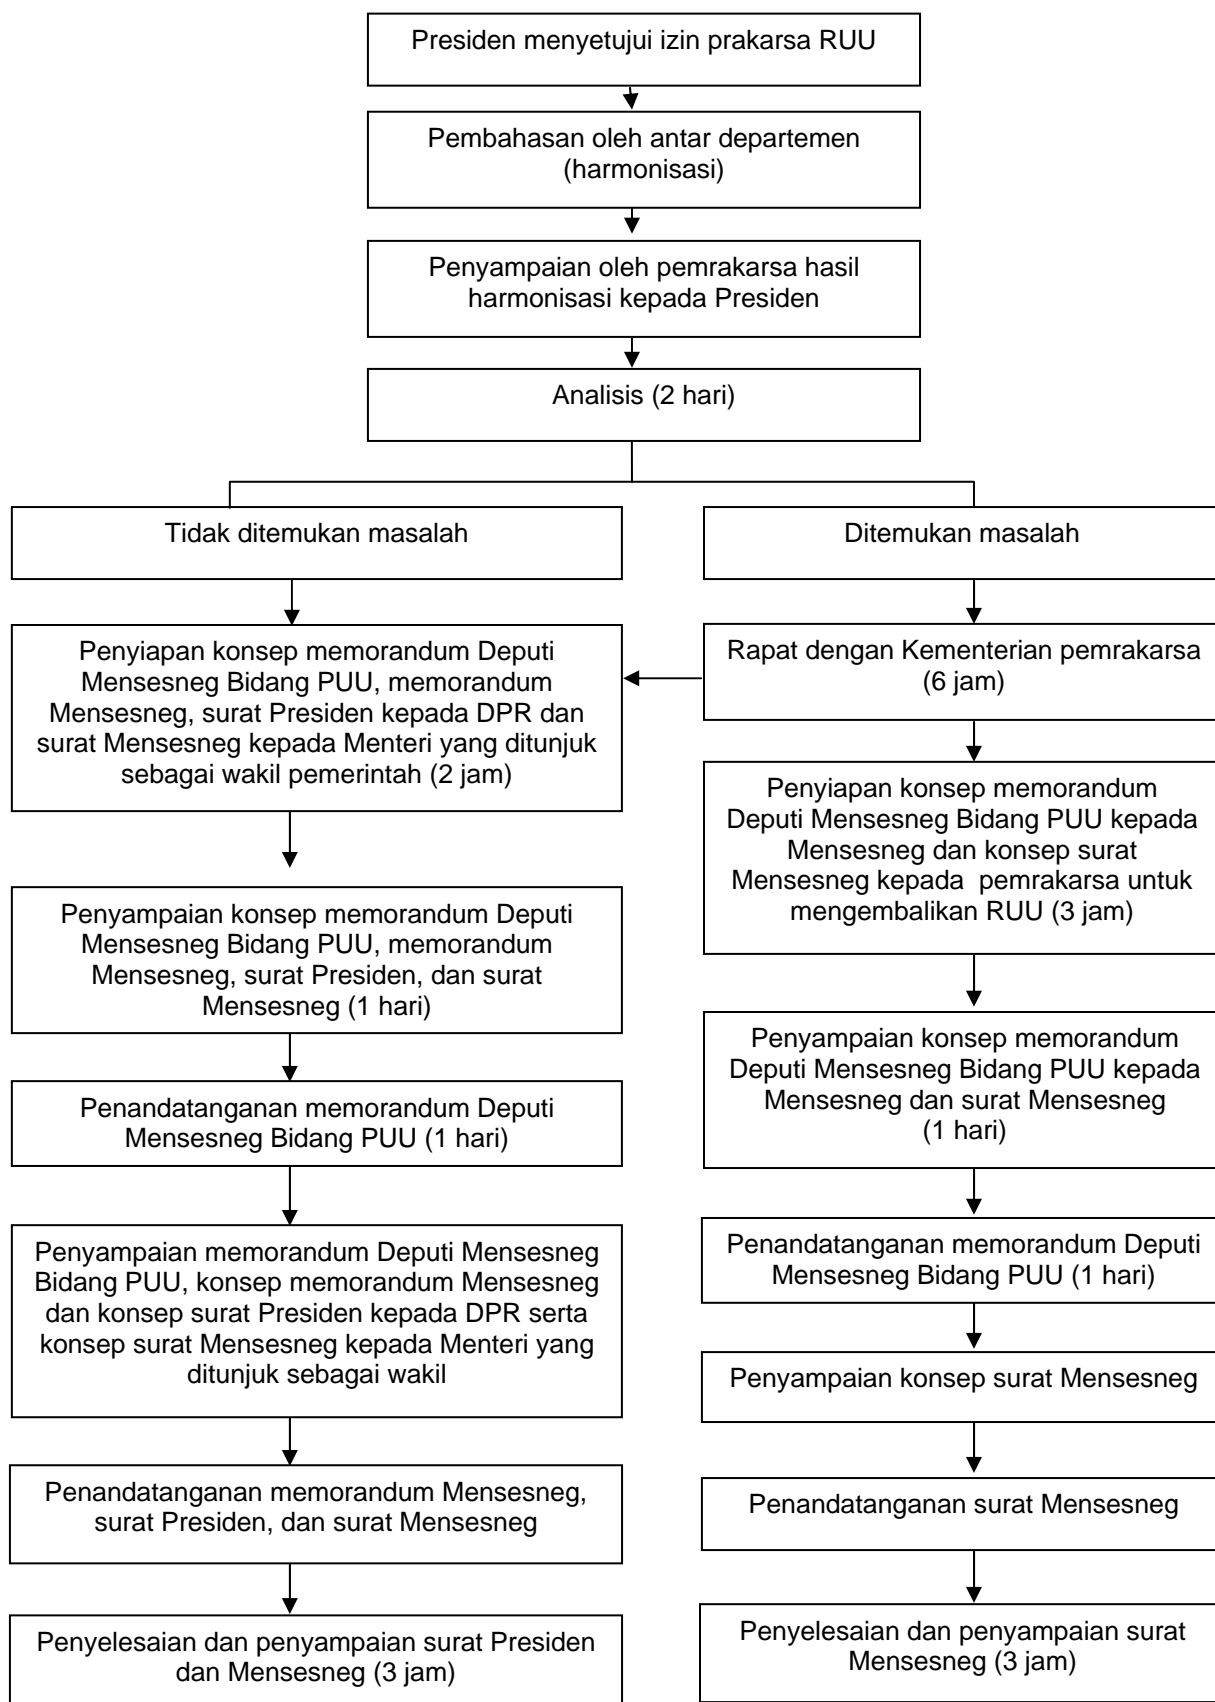 Presiden menyetujui izin prakarsa RUU
Pembahasan oleh antar departemen
(harmonisasi)
Penyampaian oleh pemrakarsa hasil
harmonisasi kepada Presiden
Analisis (2 hari)
Tidak ditemukan masalah
Penyiapan konsep memorandum Deputi
Mensesneg Bidang PUU, memorandum
Mensesneg, surat Presiden kepada DPR dan
surat Mensesneg kepada Menteri yang ditunjuk
sebagai wakil pemerintah (2 jam)
Penyampaian konsep memorandum Deputi
Mensesneg Bidang PUU, memorandum
Mensesneg, surat Presiden, dan surat
Mensesneg (1 hari)
Penandatanganan memorandum Deputi
Mensesneg Bidang PUU (1 hari)
Penyampaian memorandum Deputi Mensesneg
Bidang PUU, konsep memorandum Mensesneg
dan konsep surat Presiden kepada DPR serta
konsep surat Mensesneg kepada Menteri yang
ditunjuk sebagai wakil
Penandatanganan memorandum Mensesneg,
surat Presiden, dan surat Mensesneg
Penyelesaian dan penyampaian surat Presiden
dan Mensesneg (3 jam)
Ditemukan masalah
Rapat dengan Kementerian pemrakarsa
(6 jam)
Penyiapan konsep memorandum
Deputi Mensesneg Bidang PUU kepada
Mensesneg dan konsep surat
Mensesneg kepada pemrakarsa untuk
mengembalikan RUU (3 jam)
Penyampaian konsep memorandum
Deputi Mensesneg Bidang PUU kepada
Mensesneg dan surat Mensesneg
(1 hari)
Penandatanganan memorandum Deputi
Mensesneg Bidang PUU (1 hari)
Penyampaian konsep surat Mensesneg
Penandatanganan surat Mensesneg
Penyelesaian dan penyampaian surat
Mensesneg (3 jam)